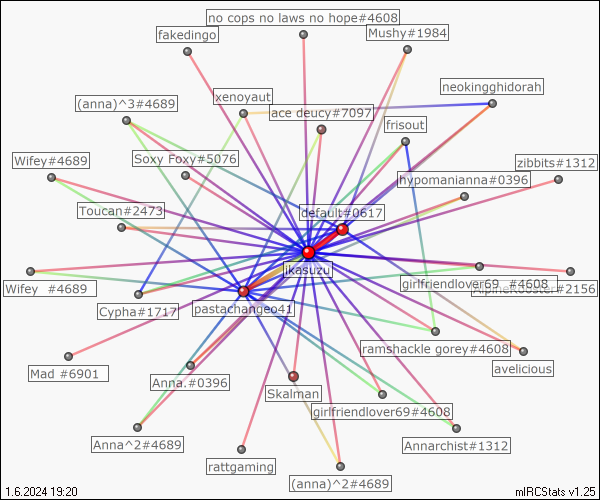 no cops no laws no hope#4608
fakedingo
Mushy#1984
neokingghidorah
xenoyaut
(anna)^3#4689
ace deucy#7097
frisout
Wifey#4689
Soxy Foxy#5076
zibbits#1312
hypomanianna#0396
Toucan#2473
default#0617
ikasuzu
Wifey  #4689
girlfriendlover69_#4608
#2156
Cypha#1717
pastachangeo41
ramshackle gorey#4608
avelicious
Mad #6901
Anna.#0396
Skalman
girlfriendlover69#4608
Anna^2#4689
Annarchist#1312
rattgaming
(anna)^2#4689
1.6.2024 19:20
mIRCStats v1.25